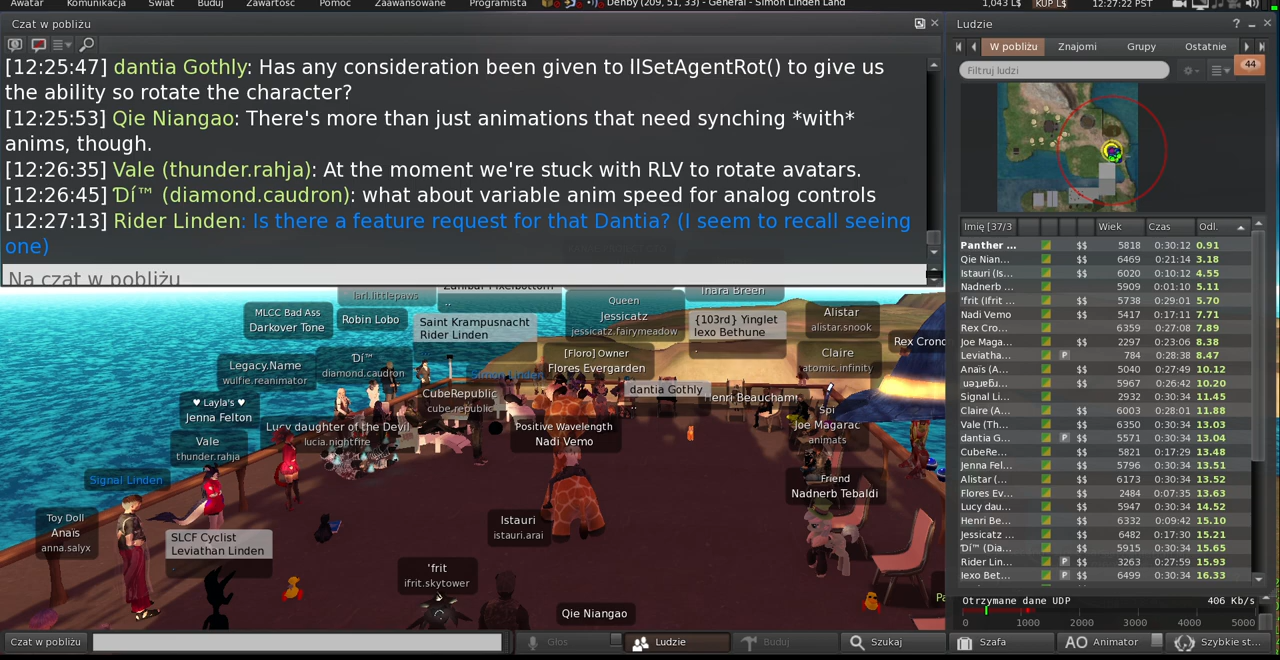 Awatar Komunikacja Świat Buduj Zawartość Pomoc Zaawansowane Programista Denby (209, 51, 33) - General - Simon Linden Land 1,043 L$ KUP L$ 12:27:22 PST
Czat w pobliżu
[12:25:47] dantia Gothly: Has any consideration been given to llSetAgentRot() to give us
the ability so rotate the character?
[12:25:53] Qie Niangao: There's more than just animations that need synching *with*
anims, though.
[12:26:35] Vale (thunder.rahja): At the moment we're stuck with RLV to rotate avatars.
[12:26:45] Ɗí™ (diamond.caudron): what about variable anim speed for analog controls
[12:27:13] Rider Linden: Is there a feature request for that Dantia? (I seem to recall seeing
one)
Na czat w pobliżu
larl.littlepaws
Zanibar Pixelbottom
..
Inara Breen
MLCC Bad Ass
Darkover Tone
Robin Lobo
Saint Krampusnacht
Rider Linden
Queen
Jessicatz
jessicatz.fairymeadow
{103rd} Yinglet
Iexo Bethune
.
Alistar
alistar.snook
Rex Cronc
Legacy.Name
wulfie.reanimator
Ɗí™
diamond.caudron
Simon Linden
[Floro] Owner
Flores Evergarden
Claire
atomic.infinity
♥ Layla's ♥
Jenna Felton
CubeRepublic
cube.republic
dantia Gothly
..
enri Beauchamp
Spi
Joe Magarac
animats
Lucy daughter of the Devil
lucia.nightfire
Positive Wavelength
Nadi Vemo
Vale
thunder.rahja
Signal Linden
Friend
Nadnerb Tebaldi
Toy Doll
Anaïs
anna.salyx
Istauri
istauri.arai
SLCF Cyclist
Leviathan Linden
.
'frit
ifrit.skytower
Qie Niangao
Pa
Czat w pobliżu Głos Ludzie Buduj Szukaj
Ludzie
W pobliżu Znajomi Grupy Ostatnie
Filtruj ludzi 44
Imię [37/3 Wiek Czas Odl.
Panther ... $$ 5818 0:30:12 0.91
Qie Nian... $$ 6469 0:21:14 3.18
Istauri (Is... $$ 6020 0:10:12 4.55
Nadnerb ... 5909 0:01:10 5.11
'frit (Ifrit ... $$ 5738 0:29:01 5.70
Nadi Vemo $$ 5417 0:17:11 7.71
Rex Cro... 6359 0:27:08 7.89
Joe Maga... $$ 2297 0:23:06 8.38
Leviatha... P 784 0:28:38 8.47
Anaïs (A... $$ 5040 0:27:49 10.12
$$ 5967 0:26:42 10.20
Signal Li... 2932 0:30:34 11.45
Claire (A... $$ 6003 0:28:01 11.88
Vale (Th... $$ 6350 0:30:34 13.03
dantia G... P $$ 5571 0:30:34 13.04
CubeRe... $$ 5821 0:17:29 13.48
Jenna Fel... $$ 5796 0:30:34 13.51
Alistar (... $$ 6173 0:30:34 13.52
Flores Ev... $$ 2484 0:07:35 13.63
Lucy dau... $$ 5947 0:30:34 14.52
Henri Be... $$ 6332 0:09:42 15.10
Jessicatz ... $$ 6482 0:17:30 15.21
Ɗí™ (Dia... $$ 5915 0:30:34 15.65
Rider Lin... P $$ 3263 0:27:59 15.93
Iexo Bet... P $$ 6499 0:30:34 16.33
Otrzymane dane UDP 406 Kb/s
0 1000 2000 3000 4000 5000
Szafa AO Animator Szybkie st...